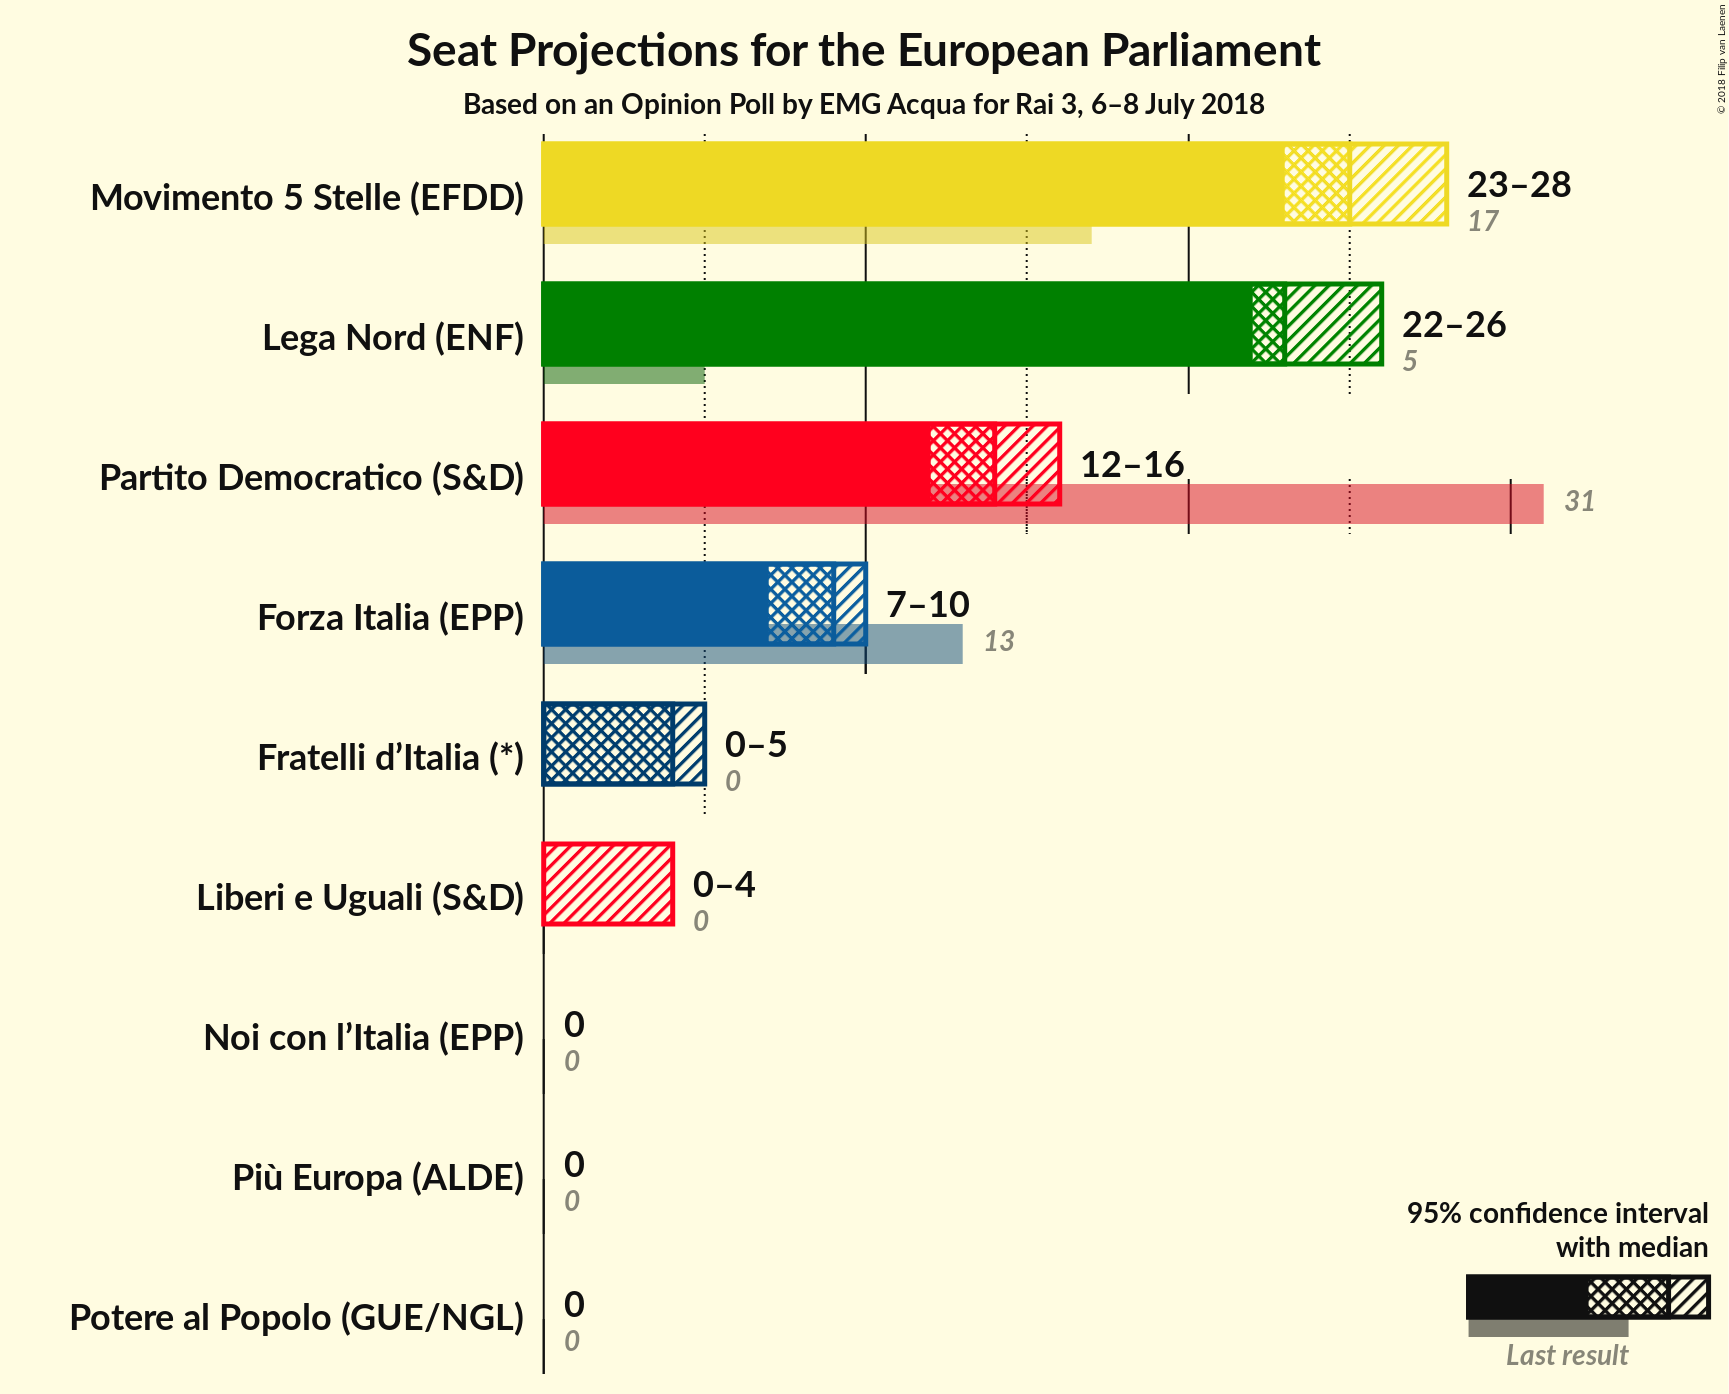 Seat Projections for the European Parliament
Based on an Opinion Poll by EMG Acqua for Rai 3, 6–8 July 2018
© 2018 Filip van Laenen
Movimento 5 Stelle (EFDD)
23–28
17
Lega Nord (ENF)
22–26
5
Partito Democratico (S&D)
12–16
31
Forza Italia (EPP)
7–10
13
Fratelli d’Italia (*)
0–5
0
Liberi e Uguali (S&D)
0–4
0
Noi con l’Italia (EPP)
0
0
Più Europa (ALDE)
0
0
Potere al Popolo (GUE/NGL)
0
0
95% confidence interval
with median
Last result